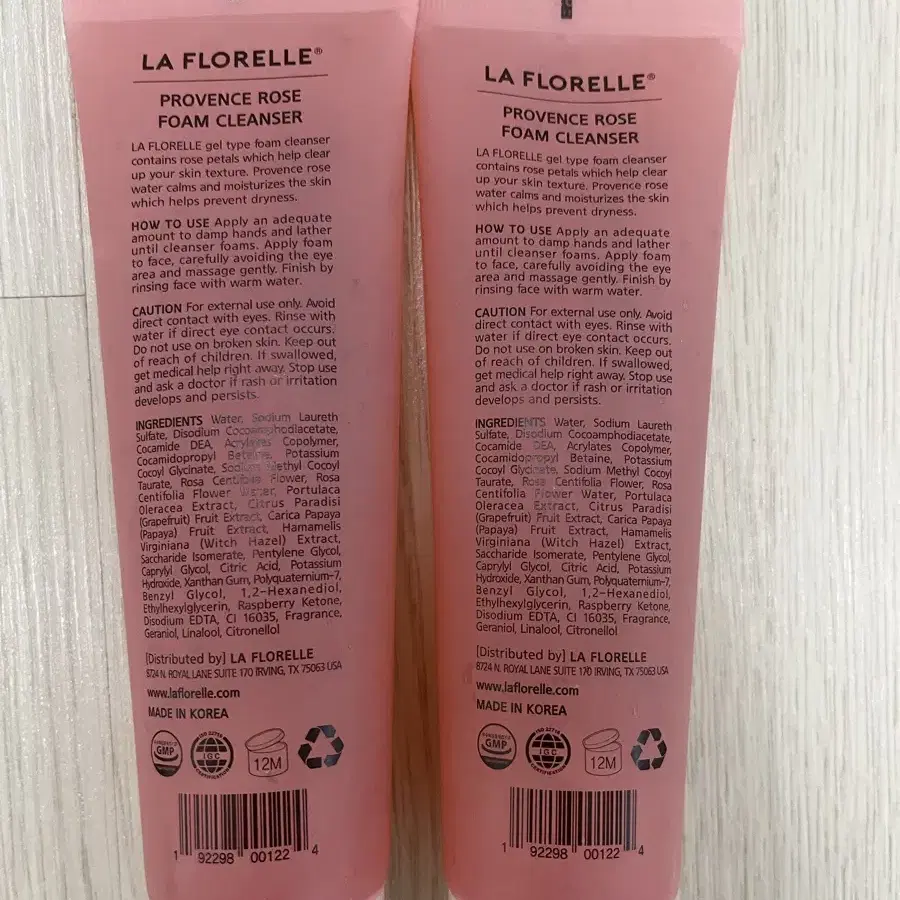 LA FLORELLE®
PROVENCE ROSE
FOAM CLEANSER
LA FLORELLE gel type foam cleanser
contains rose petals which help clear
up your skin texture. Provence rose
water calms and moisturizes the skin
which helps prevent dryness.
HOW TO USE Apply an adequate
amount to damp hands and lather
until cleanser foams. Apply foam
to face, carefully avoiding the eye
area and massage gently. Finish by
rinsing face with warm water.
CAUTION For external use only. Avoid
direct contact with eyes. Rinse with
water if direct eye contact occurs.
Do not use on broken skin. Keep out
of reach of children. If swallowed,
get medical help right away. Stop use
and ask a doctor if rash or irritation
develops and persists.
INGREDIENTS Water, Sodium Laureth
Sulfate, Disodium Cocoamphodiacetate,
Cocamide DEA, Acrylates Copolymer,
Cocamidopropyl Betaine, Potassium
Cocoyl Glycinate, Sodium Methyl Cocoyl
Taurate, Rosa Centifolia Flower, Rosa
Centifolia Flower Water, Portulaca
Oleracea Extract, Citrus Paradisi
(Grapefruit) Fruit Extract, Carica Papaya
(Papaya) Fruit Extract, Hamamelis
Virginiana (Witch Hazel) Extract,
Saccharide Isomerate, Pentylene Glycol,
Caprylyl Glycol, Citric Acid, Potassium
Hydroxide, Xanthan Gum, Polyquaternium-7,
Benzyl Glycol, 1,2-Hexanediol,
Ethylhexylglycerin, Raspberry Ketone,
Disodium EDTA, CI 16035, Fragrance,
Geraniol, Linalool, Citronellol
[Distributed by] LA FLORELLE
8724 N. ROYAL LANE SUITE 170 IRVING, TX 75063 USA
www.laflorelle.com
MADE IN KOREA
GMP
ISO 22716
IGC
CERTIFICATION
12M
1 92298 00122 4
LA FLORELLE®
PROVENCE ROSE
FOAM CLEANSER
LA FLORELLE gel type foam cleanser
contains rose petals which help clear
up your skin texture. Provence rose
water calms and moisturizes the skin
which helps prevent dryness.
HOW TO USE Apply an adequate
amount to damp hands and lather
until cleanser foams. Apply foam
to face, carefully avoiding the eye
area and massage gently. Finish by
rinsing face with warm water.
CAUTION For external use only. Avoid
direct contact with eyes. Rinse with
water if direct eye contact occurs.
Do not use on broken skin. Keep out
of reach of children. If swallowed,
get medical help right away. Stop use
and ask a doctor if rash or irritation
develops and persists.
INGREDIENTS Water, Sodium Laureth
Sulfate, Disodium Cocoamphodiacetate,
Cocamide DEA, Acrylates Copolymer,
Cocamidopropyl Betaine, Potassium
Cocoyl Glycinate, Sodium Methyl Cocoyl
Taurate, Rosa Centifolia Flower, Rosa
Centifolia Flower Water, Portulaca
Oleracea Extract, Citrus Paradisi
(Grapefruit) Fruit Extract, Carica Papaya
(Papaya) Fruit Extract, Hamamelis
Virginiana (Witch Hazel) Extract,
Saccharide Isomerate, Pentylene Glycol,
Caprylyl Glycol, Citric Acid, Potassium
Hydroxide, Xanthan Gum, Polyquaternium-7,
Benzyl Glycol, 1,2-Hexanediol,
Ethylhexylglycerin, Raspberry Ketone,
Disodium EDTA, CI 16035, Fragrance,
Geraniol, Linalool, Citronellol
[Distributed by] LA FLORELLE
8724 N. ROYAL LANE SUITE 170 IRVING, TX 75063 USA
www.laflorelle.com
MADE IN KOREA
GMP
ISO 22716
IGC
CERTIFICATION
12M
1 92298 00122 4